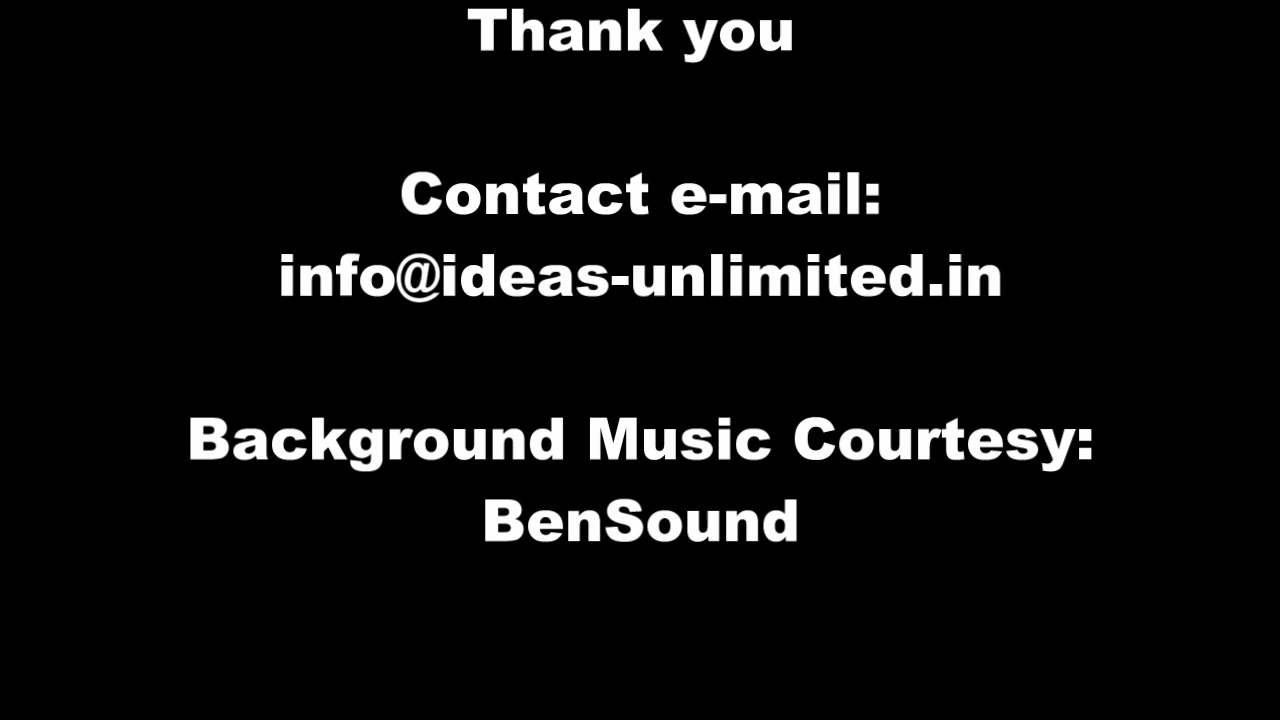 Thank you
Contact e-mail:
info@ideas-unlimited.in
Background Music Courtesy:
BenSound